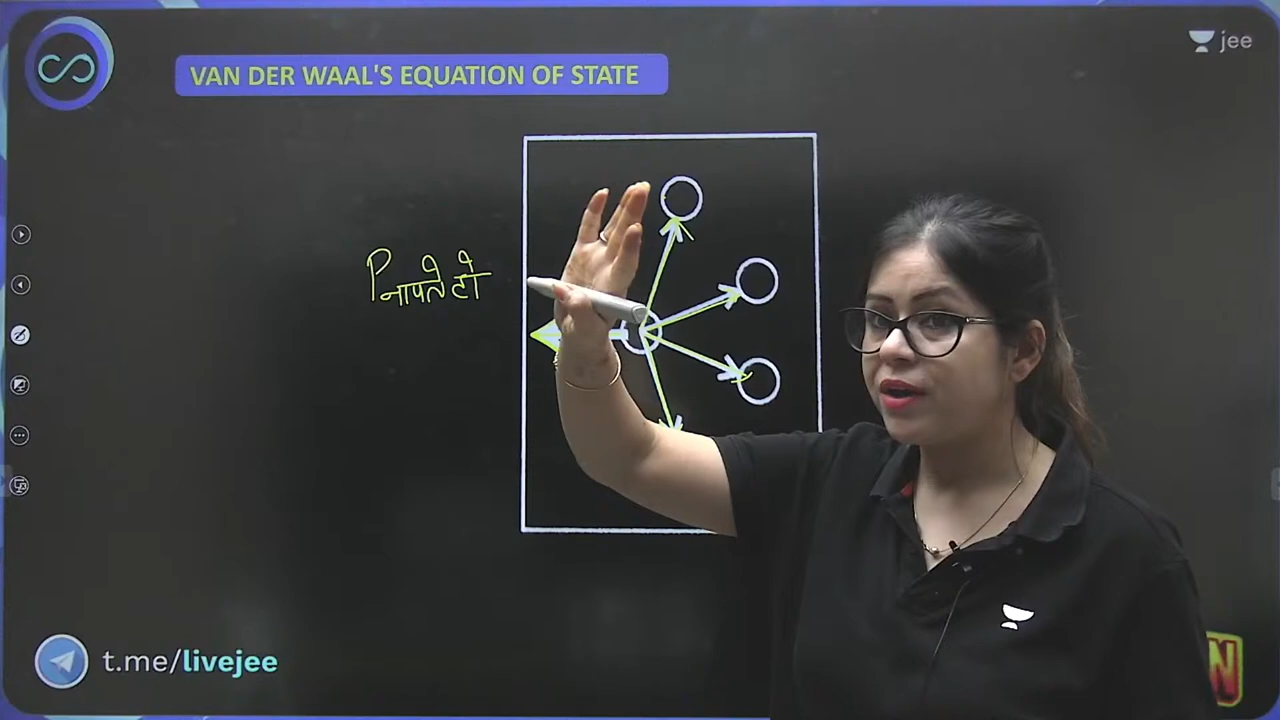 jee
VAN DER WAAL'S EQUATION OF STATE
P नापते हो
t.me/livejee
N